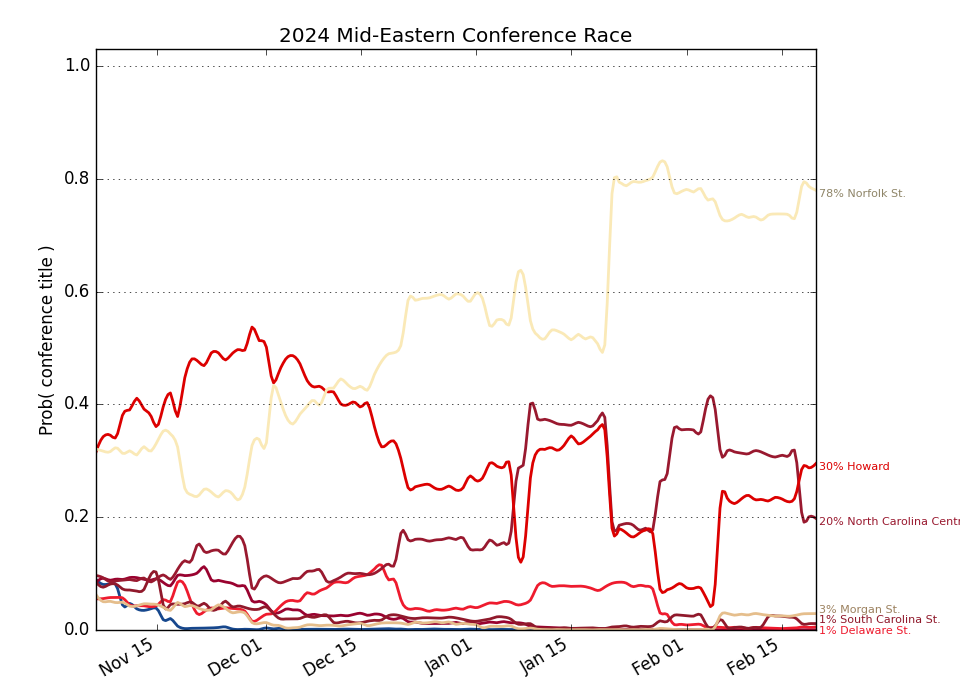 2024 Mid-Eastern Conference Race
Prob( conference title )
1.0
0.8
0.6
0.4
0.2
0.0
78% Norfolk St.
30% Howard
20% North Carolina Centr
3% Morgan St.
1% South Carolina St.
1% Delaware St.
Nov 15
Dec 01
Dec 15
Jan 01
Jan 15
Feb 01
Feb 15